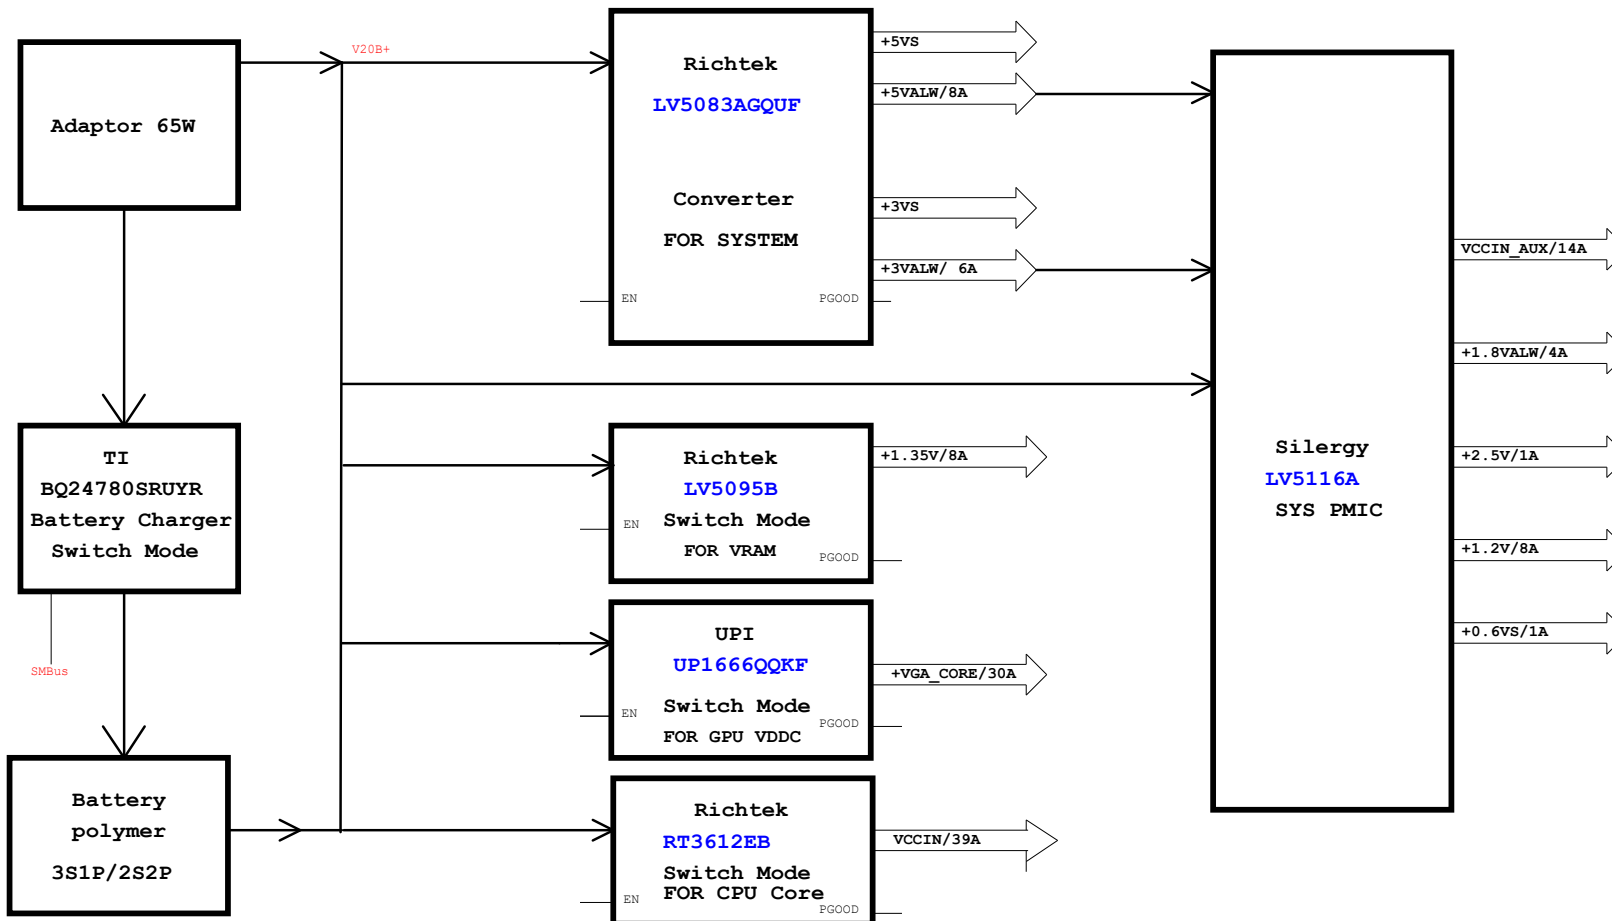 Adaptor 65W
V20B+
Richtek
LV5083AGQUF
Converter
FOR SYSTEM
EN
PGOOD
+5VS
+5VALW/8A
+3VS
+3VALW/ 6A
TI
BQ24780SRUYR
Battery Charger
Switch Mode
SMBus
Battery
polymer
3S1P/2S2P
Richtek
LV5095B
Switch Mode
FOR VRAM
EN
PGOOD
+1.35V/8A
UPI
UP1666QQKF
Switch Mode
FOR GPU VDDC
EN
PGOOD
+VGA_CORE/30A
Richtek
RT3612EB
Switch Mode
FOR CPU Core
EN
PGOOD
VCCIN/39A
Silergy
LV5116A
SYS PMIC
VCCIN_AUX/14A
+1.8VALW/4A
+2.5V/1A
+1.2V/8A
+0.6VS/1A